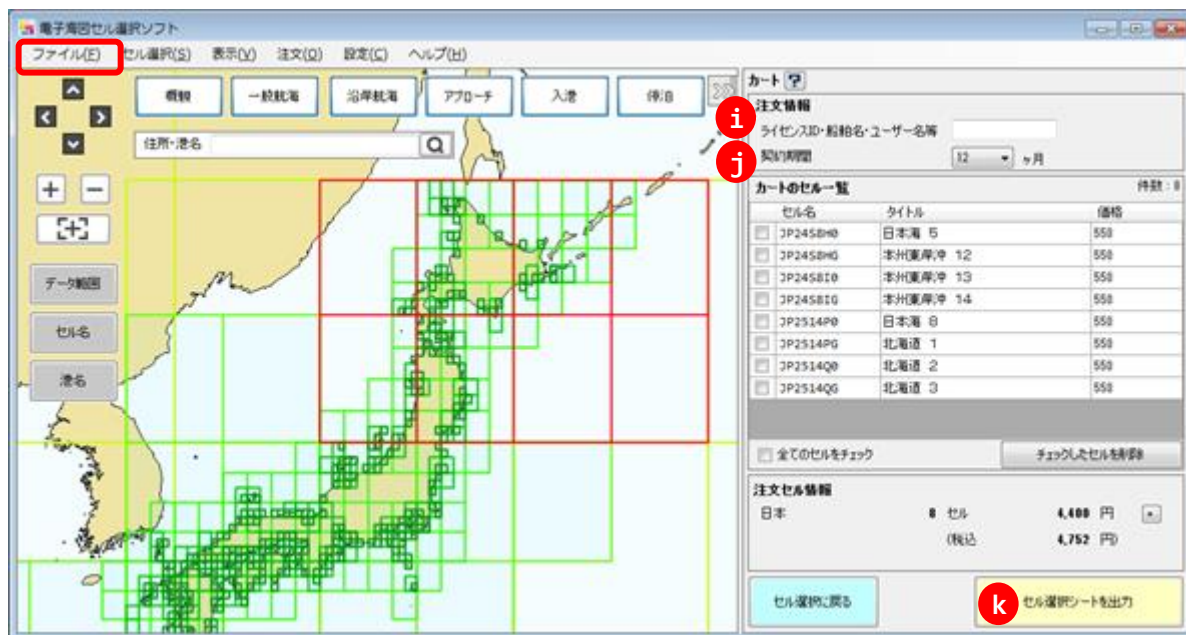 電子海図セル選択ソフト
ファイル(F) セル選択(S) 表示(V) 注文(O) 設定(C) ヘルプ(H)
概観 一般航海 沿岸航海 アプローチ 入港 停泊
住所・港名
データ範囲
セル名
港名
カート ?
注文情報
i ライセンスID・船舶名・ユーザー名等
j 契約期間 12 ヶ月
カートのセル一覧 件数：8
セル名 タイトル 価格
JP24S8H0 日本海 5 550
JP24S8HG 本州東岸沖 12 550
JP24S8I0 本州東岸沖 13 550
JP24S8IG 本州東岸沖 14 550
JP2514P0 日本海 8 550
JP2514PG 北海道 1 550
JP2514Q0 北海道 2 550
JP2514QG 北海道 3 550
全てのセルをチェック チェックしたセルを削除
注文セル情報
日本 8 セル 4,400 円
(税込 4,752 円)
セル選択に戻る k セル選択シートを出力